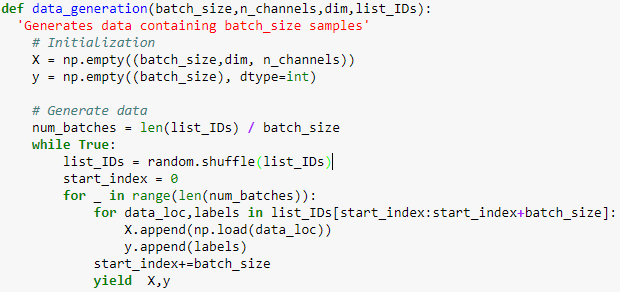 def data_generation(batch_size,n_channels,dim,list_IDs):
  'Generates data containing batch_size samples'
    # Initialization
    X = np.empty((batch_size,dim, n_channels))
    y = np.empty((batch_size), dtype=int)

    # Generate data
    num_batches = len(list_IDs) / batch_size
    while True:
        list_IDs = random.shuffle(list_IDs)
        start_index = 0
        for _ in range(len(num_batches)):
            for data_loc,labels in list_IDs[start_index:start_index+batch_size]:
                X.append(np.load(data_loc))
                y.append(labels)
            start_index+=batch_size
            yield  X,y